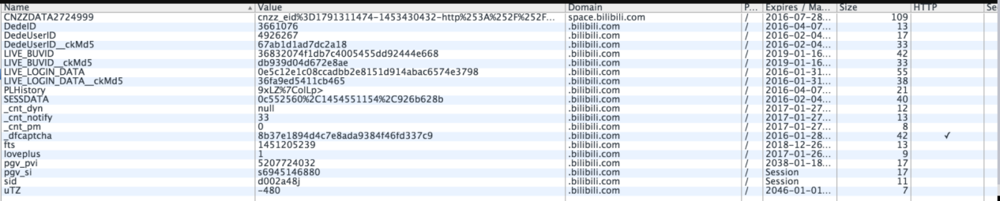 Name Value Domain P... Expires / Ma... Size HTTP Se
CNZZDATA2724999 cnzz_eid%3D1791311474-1453430432-http%253A%252F%252F... space.bilibili.com / 2016-07-28... 109
DedeID 3661076 .bilibili.com / 2016-04-07... 13
DedeUserID 4926267 .bilibili.com / 2016-02-04... 17
DedeUserID__ckMd5 67ab1d1ad7dc2a18 .bilibili.com / 2016-02-04... 33
LIVE_BUVID 36832074f1db7c4005455dd92444e668 .bilibili.com / 2019-01-16... 42
LIVE_BUVID__ckMd5 db939d04d672e8ae .bilibili.com / 2019-01-16... 33
LIVE_LOGIN_DATA 0e5c12e1c08ccadbb2e8151d914abac6574e3798 .bilibili.com / 2016-01-31... 55
LIVE_LOGIN_DATA__ckMd5 36fa9ed5411cb465 .bilibili.com / 2016-01-31... 38
PLHistory 9xLZ%7ColLp> .bilibili.com / 2016-04-07... 21
SESSDATA 0c552560%2C1454551154%2C926b628b .bilibili.com / 2016-02-04... 40
_cnt_dyn null .bilibili.com / 2017-01-27... 12
_cnt_notify 33 .bilibili.com / 2017-01-27... 13
_cnt_pm 0 .bilibili.com / 2017-01-27... 8
_dfcaptcha 8b37e1894d4c7e8ada9384f46fd337c9 .bilibili.com / 2016-01-28... 42 ✓
fts 1451205239 .bilibili.com / 2018-12-26... 13
loveplus 1 .bilibili.com / 2017-01-26... 9
pgv_pvi 5207724032 .bilibili.com / 2038-01-18... 17
pgv_si s6945146880 .bilibili.com / Session 17
sid d002a48j .bilibili.com / Session 11
uTZ -480 .bilibili.com / 2046-01-01... 7